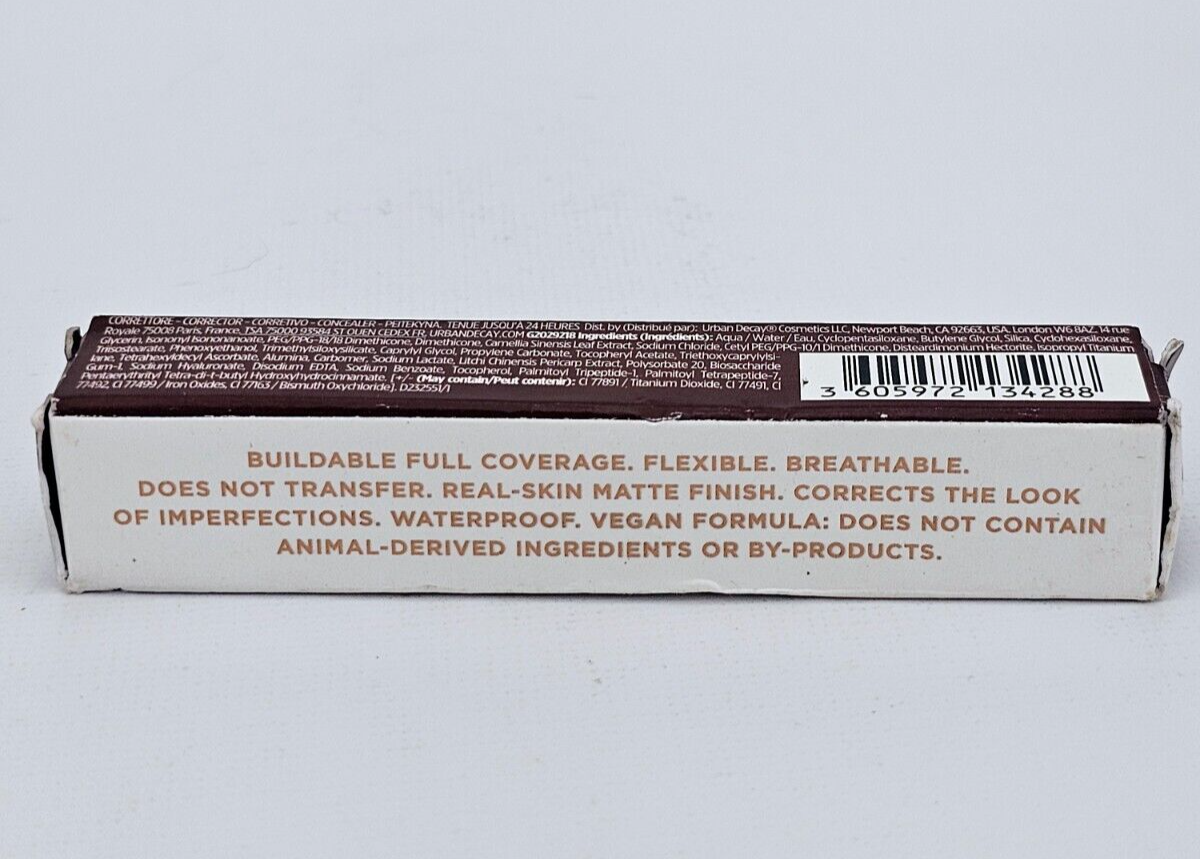 CORRETTORE - CORRECTOR - CORRETIVO - CONCEALER - PEITEKYNÄ. TENUE JUSQU'À 24 HEURES Dist. by (Distribué par): Urban Decay® Cosmetics LLC, Newport Beach, CA 92663, USA. London W6 8AZ. 14 rue
Royale 75008 Paris, France. TSA 75000 93584 ST OUEN CEDEX FR, URBANDECAY.COM G2029218 Ingredients (Ingrédients): Aqua / Water / Eau, Cyclopentasiloxane, Butylene Glycol, Silica, Cyclohexasiloxane,
Glycerin, Isononyl Isononanoate, PEG/PPG-18/18 Dimethicone, Dimethicone, Camellia Sinensis Leaf Extract, Sodium Chloride, Cetyl PEG/PPG-10/1 Dimethicone, Disteardimonium Hectorite, Isopropyl Titanium
Triisostearate, Phenoxyethanol, Trimethylsiloxysilicate, Caprylyl Glycol, Propylene Carbonate, Tocopheryl Acetate, Triethoxycaprylylsi-
lane, Tetrahexyldecyl Ascorbate, Alumina, Carbomer, Sodium Lactate, Litchi Chinensis Pericarp Extract, Polysorbate 20, Biosaccharide
Gum-1, Sodium Hyaluronate, Disodium EDTA, Sodium Benzoate, Tocopherol, Palmitoyl Tripeptide-1, Palmitoyl Tetrapeptide-7,
Pentaerythrityl Tetra-di-t-butyl Hydroxyhydrocinnamate. [+/- (May contain/Peut contenir): CI 77891 / Titanium Dioxide, CI 77491, CI
77492, CI 77499 / Iron Oxides, CI 77163 / Bismuth Oxychloride]. D232551/1
3 605972 134288
BUILDABLE FULL COVERAGE. FLEXIBLE. BREATHABLE.
DOES NOT TRANSFER. REAL-SKIN MATTE FINISH. CORRECTS THE LOOK
OF IMPERFECTIONS. WATERPROOF. VEGAN FORMULA: DOES NOT CONTAIN
ANIMAL-DERIVED INGREDIENTS OR BY-PRODUCTS.